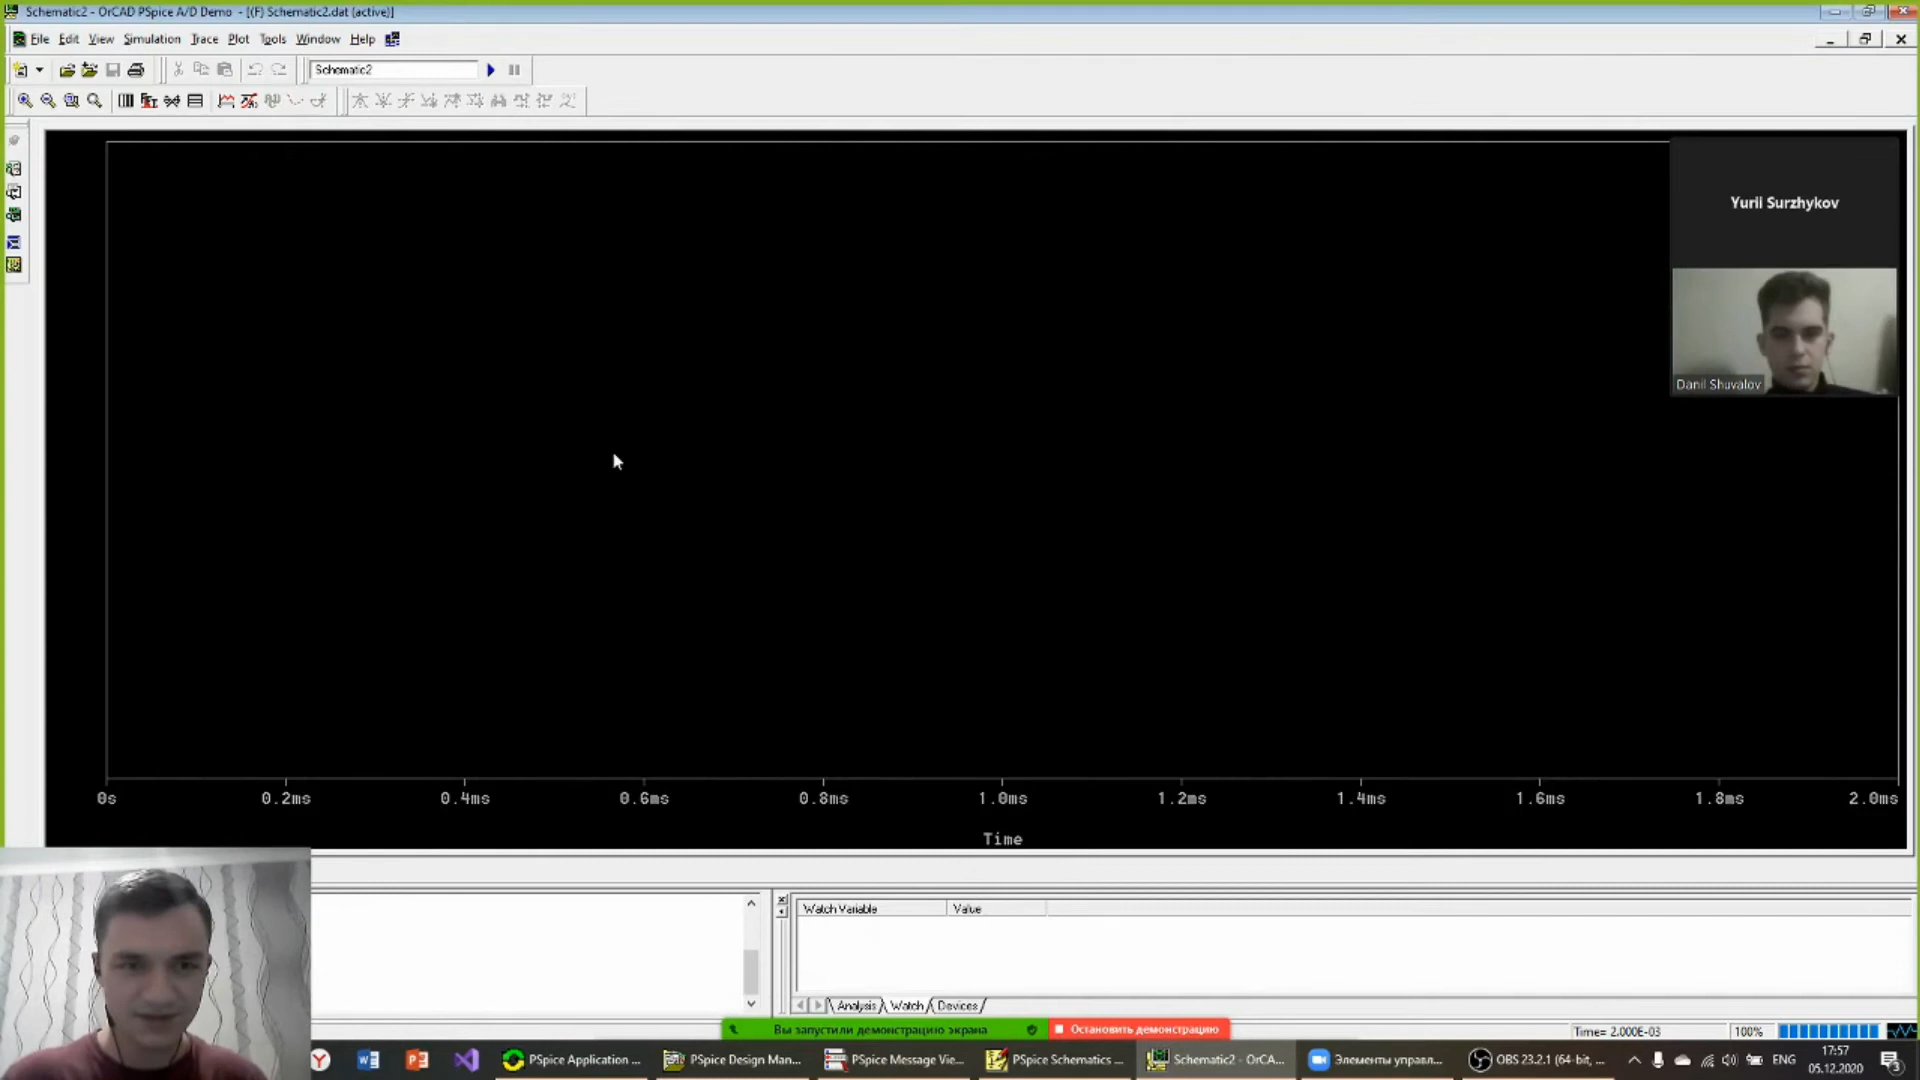 Schematic2 - OrCAD PSpice A/D Demo - [(F) Schematic2.dat (active)]
File Edit View Simulation Trace Plot Tools Window Help
Schematic2
Yurii Surzhykov
Danil Shuvalov
0s 0.2ms 0.4ms 0.6ms 0.8ms 1.0ms 1.2ms 1.4ms 1.6ms 1.8ms 2.0ms
Time
Watch Variable Value
Analysis Watch Devices
Вы запустили демонстрацию экрана Остановить демонстрацию
Time= 2.000E-03 100%
PSpice Application ... PSpice Design Man... PSpice Message Vie... PSpice Schematics ... Schematic2 - OrCA... Элементы управл... OBS 23.2.1 (64-bit, ... ENG
17:57
05.12.2020
3